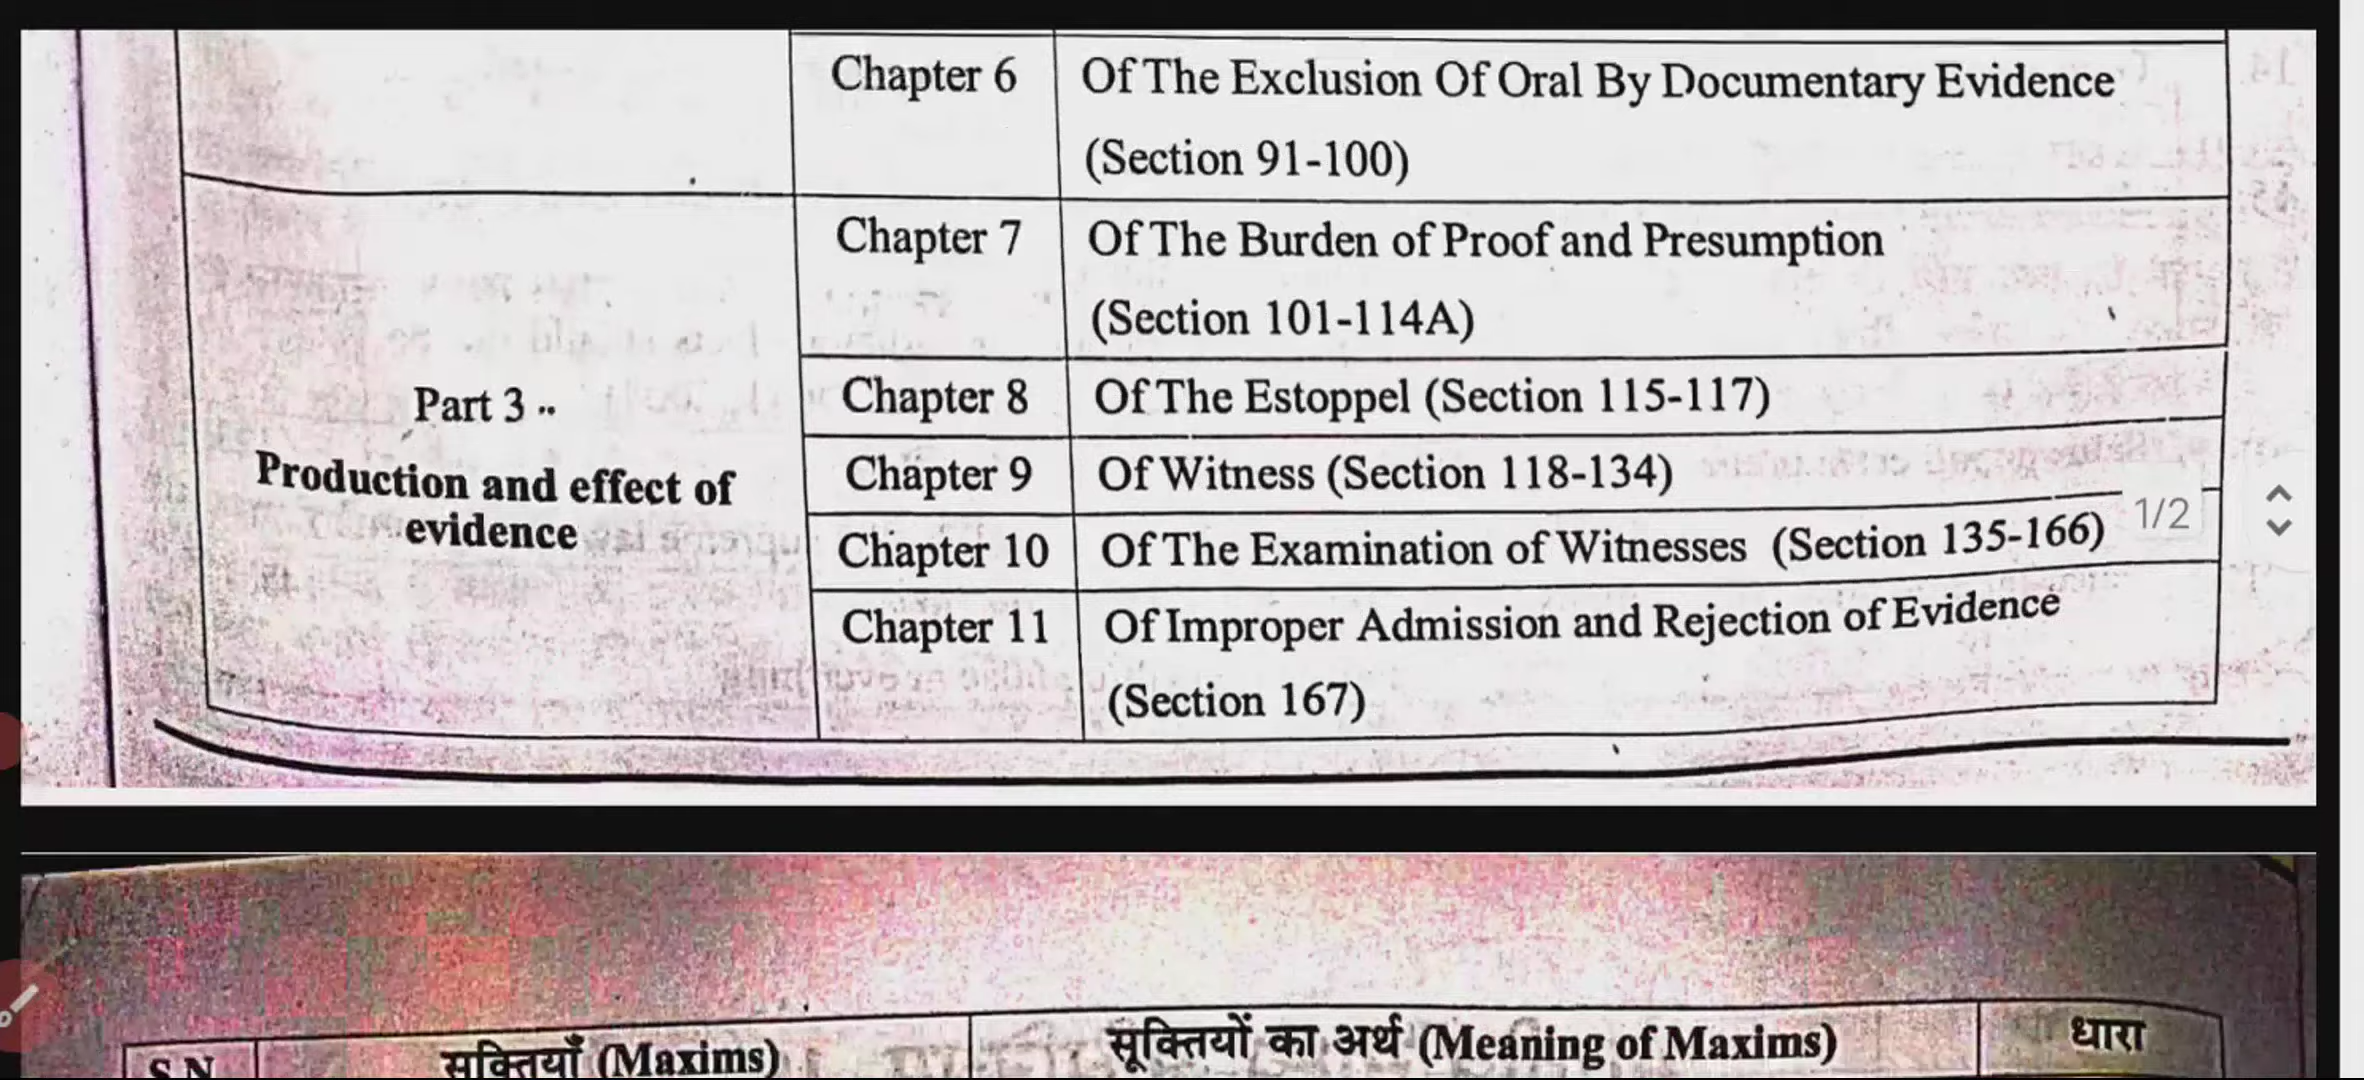 Chapter 6 Of The Exclusion Of Oral By Documentary Evidence
(Section 91-100)
Chapter 7 Of The Burden of Proof and Presumption
(Section 101-114A)
Part 3
Production and effect of
evidence
Chapter 8 Of The Estoppel (Section 115-117)
Chapter 9 Of Witness (Section 118-134)
Chapter 10 Of The Examination of Witnesses (Section 135-166)
1/2
Chapter 11 Of Improper Admission and Rejection of Evidence
(Section 167)
S.N सूक्तियाँ (Maxims) सूक्तियों का अर्थ (Meaning of Maxims) धारा